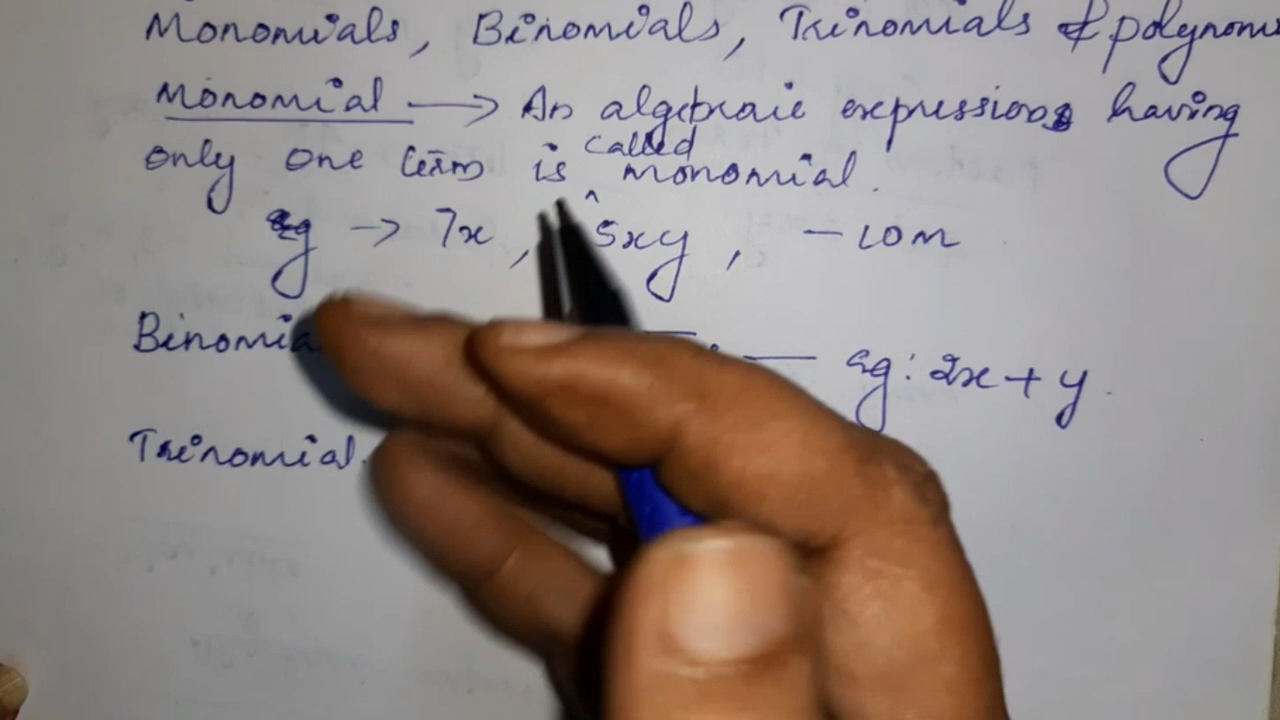 Monomials, Binomials, Trinomials & polynomi
Monomial → An algebraic expressions having
only one term is called monomial.
eg → 7x, 5xy, -10m
Binomia — eg: 2x + y.
Trinomial